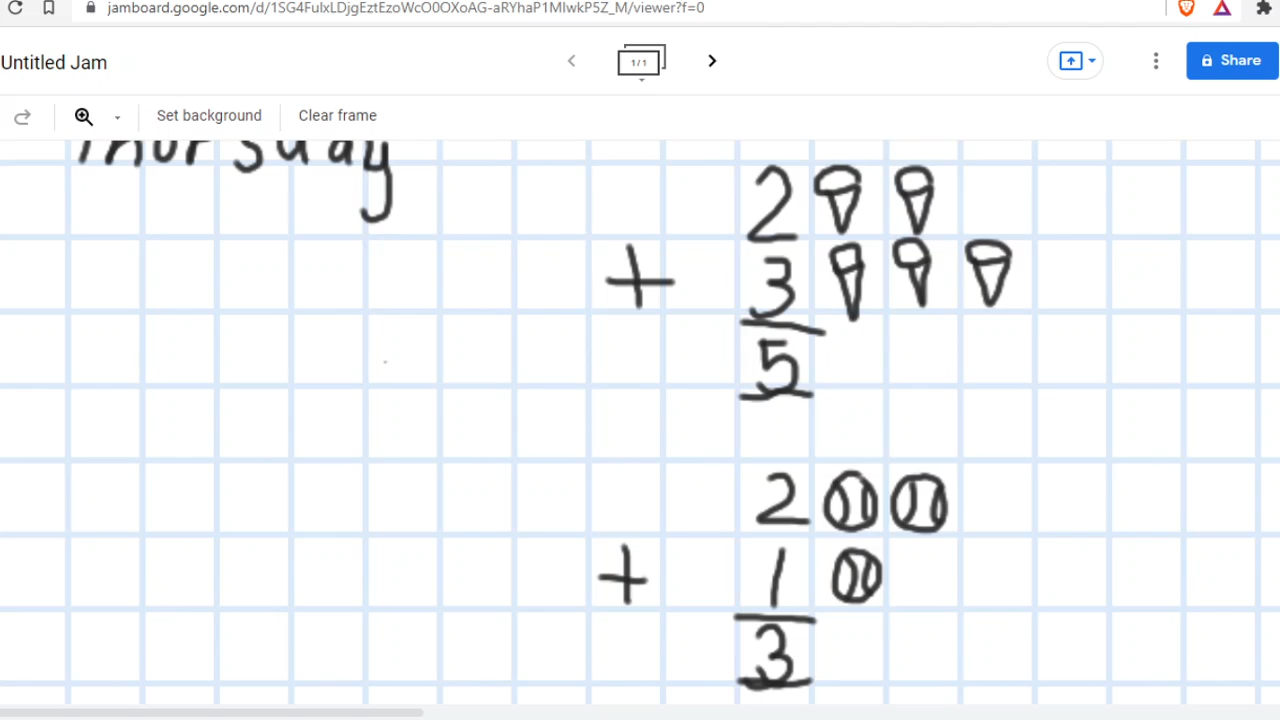 jamboard.google.com/d/1SG4FulxLDjgEztEzoWcO0OXoAG-aRYhaP1MlwkP5Z_M/viewer?f=0
Untitled Jam
1/1
Share
Set background
Clear frame
Thursday
2
+ 3
5
2
+ 1
3